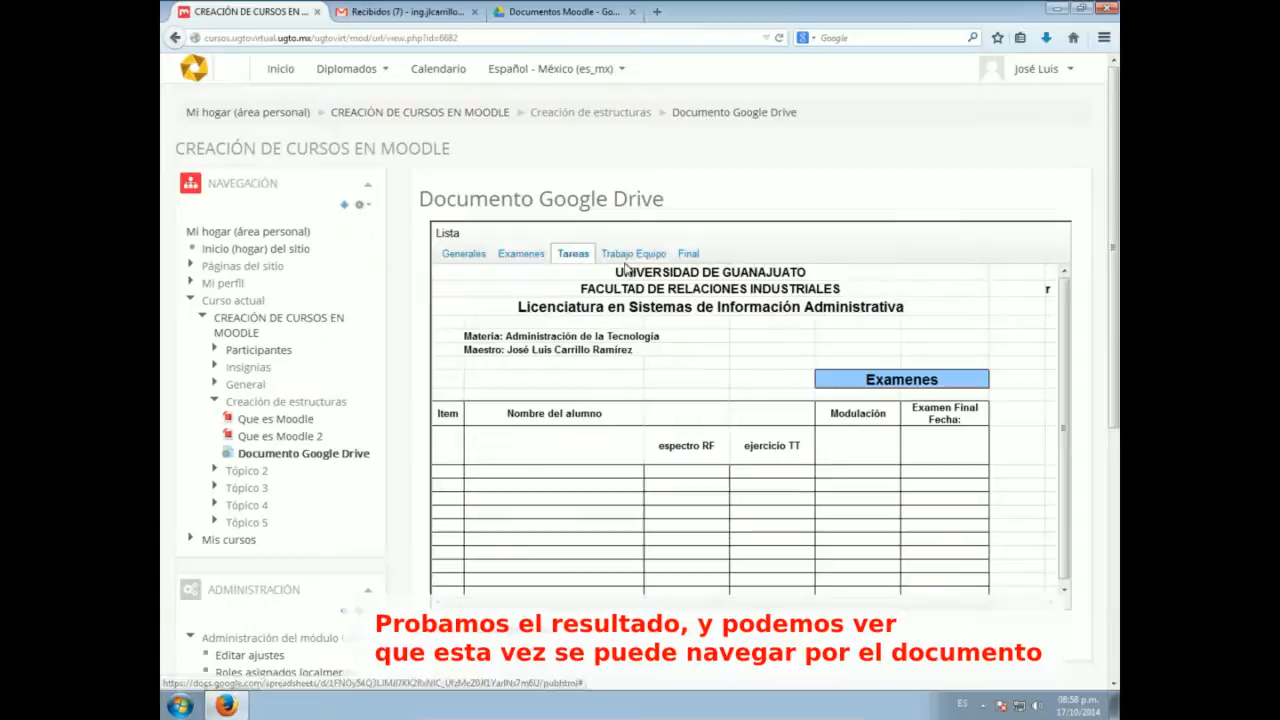 CREACIÓN DE CURSOS EN ...
Recibidos (7) - ing.jlcarrillo...
Documentos Moodle - Go...
cursos.ugtovirtual.ugto.mx/ugtovirt/mod/url/view.php?id=6682
Google
Inicio
Diplomados
Calendario
Español - México (es_mx)
José Luis
Mi hogar (área personal)
CREACIÓN DE CURSOS EN MOODLE
Creación de estructuras
Documento Google Drive
CREACIÓN DE CURSOS EN MOODLE
NAVEGACIÓN
Mi hogar (área personal)
Inicio (hogar) del sitio
Páginas del sitio
Mi perfil
Curso actual
CREACIÓN DE CURSOS EN
MOODLE
Participantes
Insignias
General
Creación de estructuras
Que es Moodle
Que es Moodle 2
Documento Google Drive
Tópico 2
Tópico 3
Tópico 4
Tópico 5
Mis cursos
ADMINISTRACIÓN
Administración del módulo
Editar ajustes
Roles asignados localmer
Documento Google Drive
Lista
Generales
Examenes
Tareas
Trabajo Equipo
Final
UNIVERSIDAD DE GUANAJUATO
FACULTAD DE RELACIONES INDUSTRIALES
r
Licenciatura en Sistemas de Información Administrativa
Materia: Administración de la Tecnología
Maestro: José Luis Carrillo Ramírez
Examenes
Item
Nombre del alumno
Modulación
Examen Final
Fecha:
espectro RF
ejercicio TT
Probamos el resultado, y podemos ver
que esta vez se puede navegar por el documento
ES
08:56 p.m.
17/10/2014